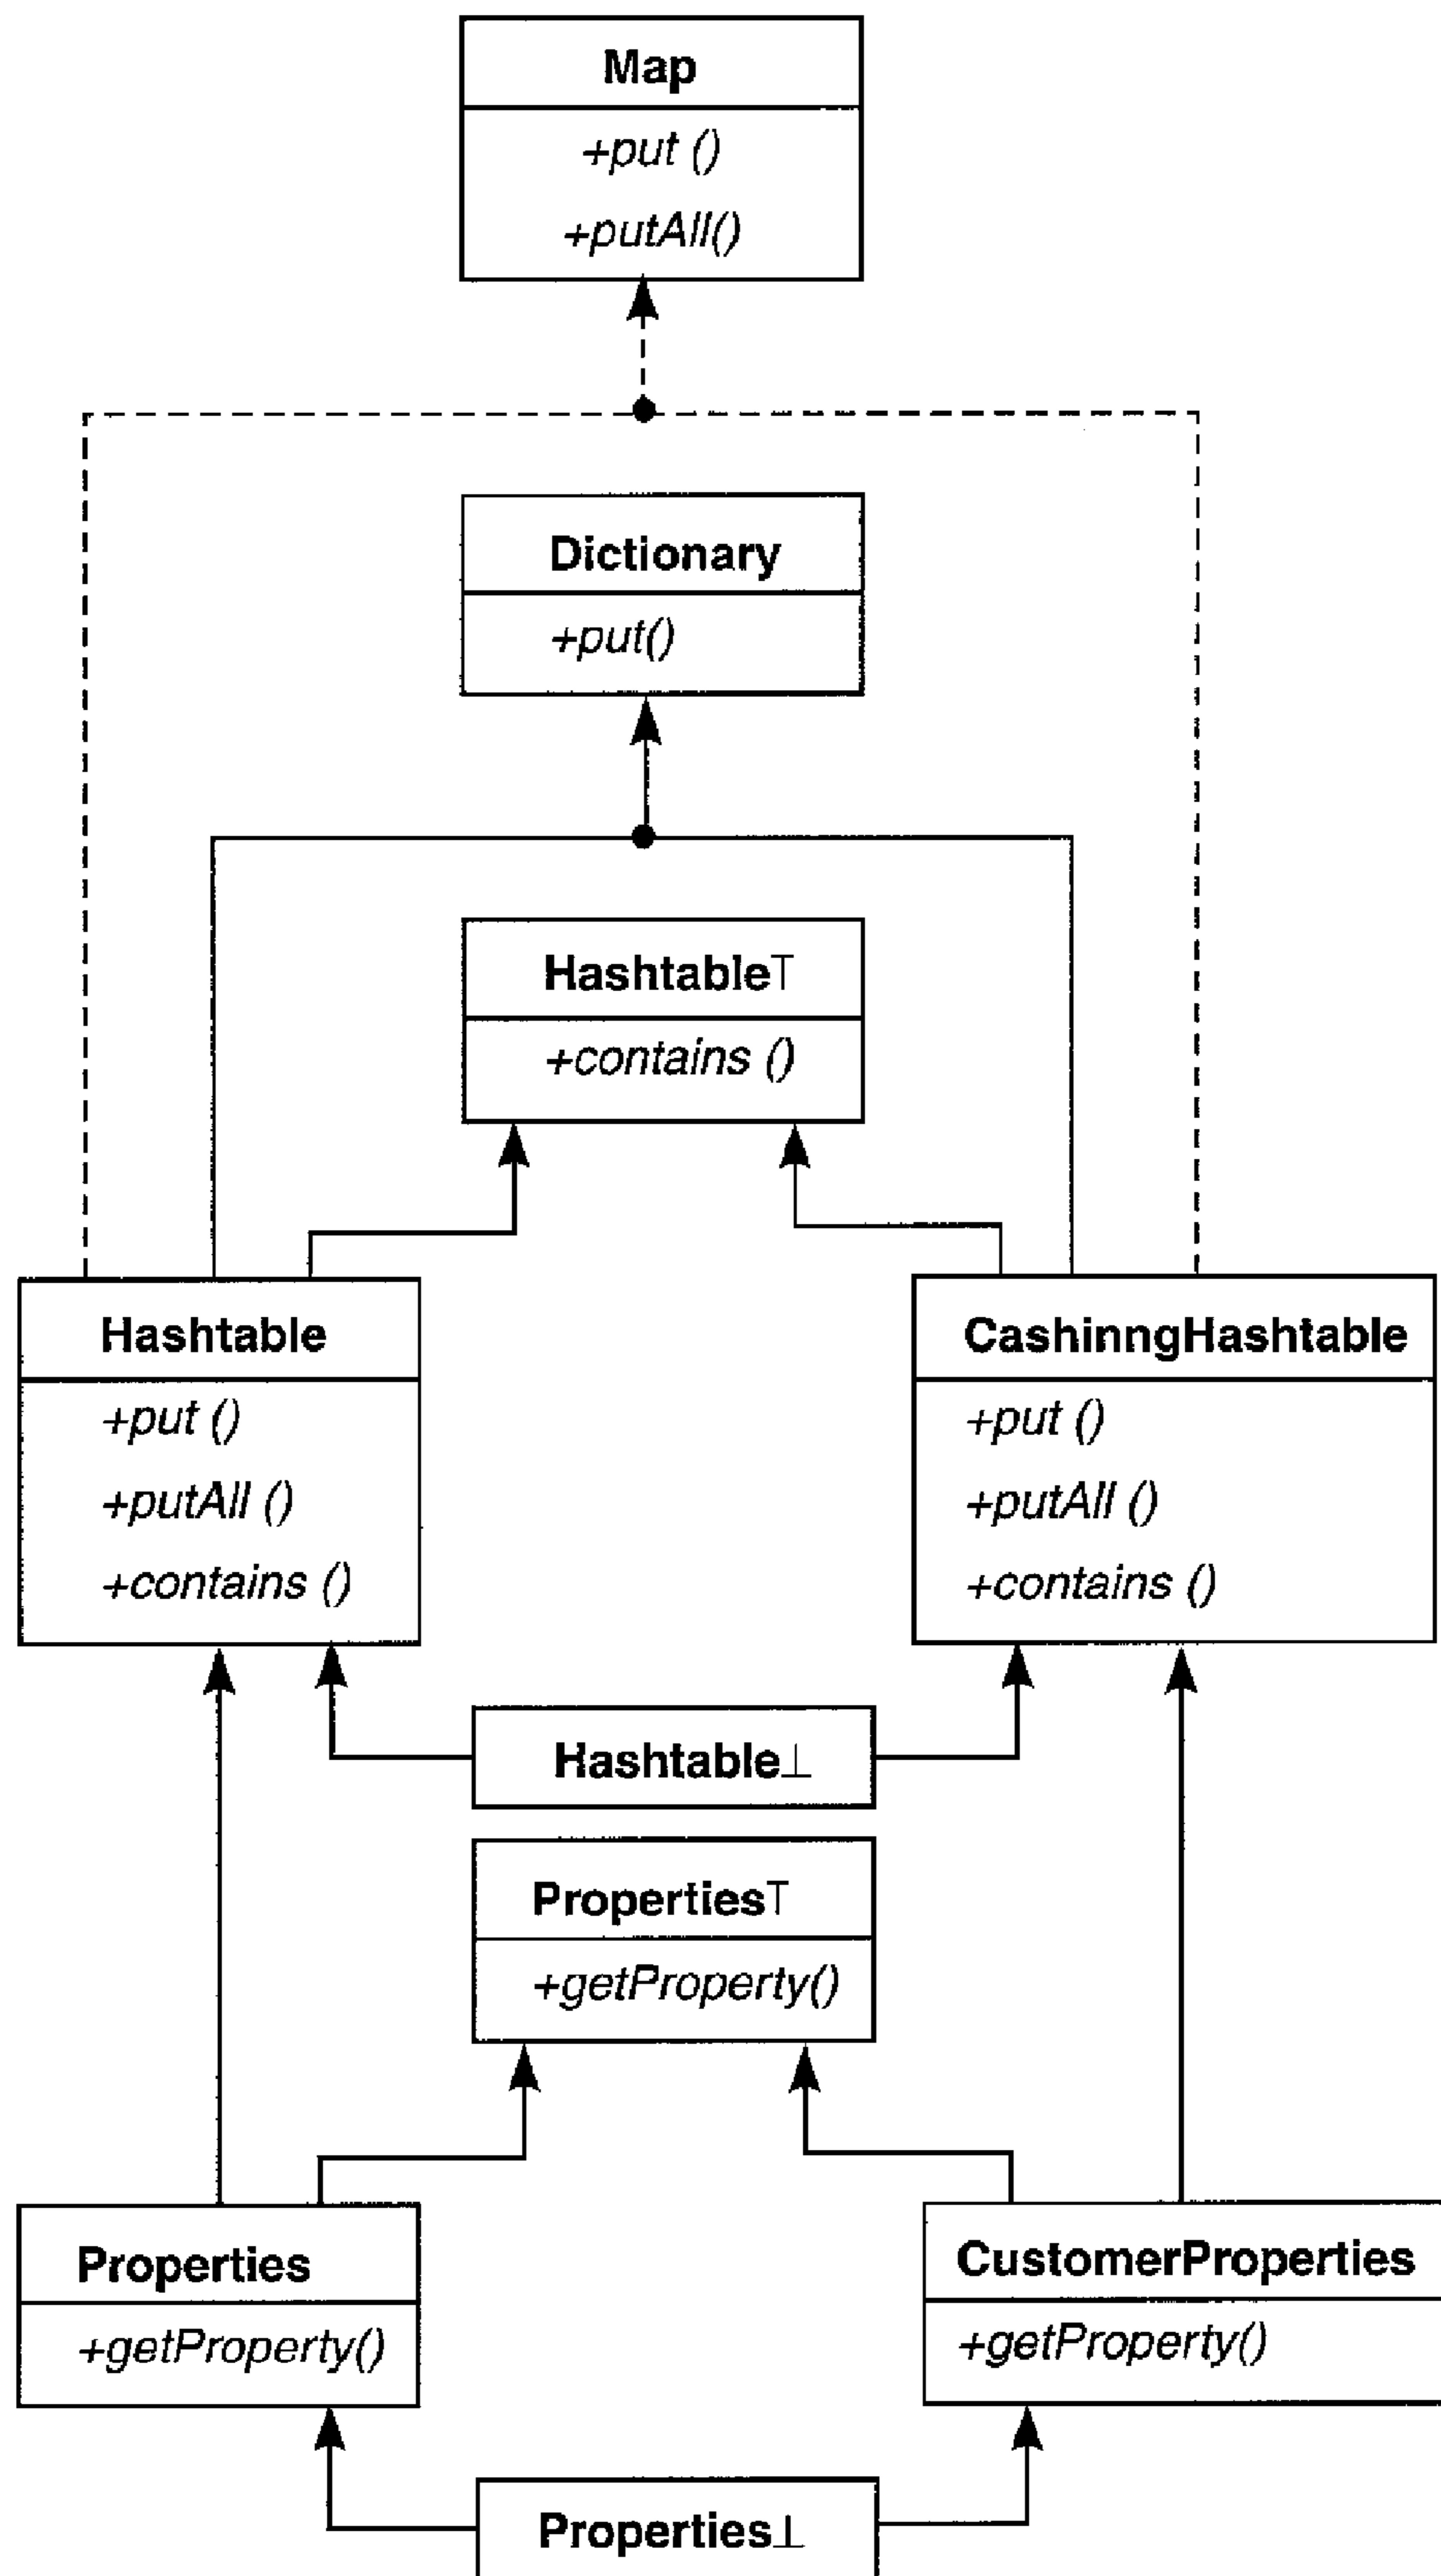 Map
+put ()
+putAll()
Dictionary
+put()
Hashtable⊤
+contains ()
Hashtable
+put ()
+putAll ()
+contains ()
CashinngHashtable
+put ()
+putAll ()
+contains ()
Hashtable⊥
Properties⊤
+getProperty()
Properties
+getProperty()
CustomerProperties
+getProperty()
Properties⊥